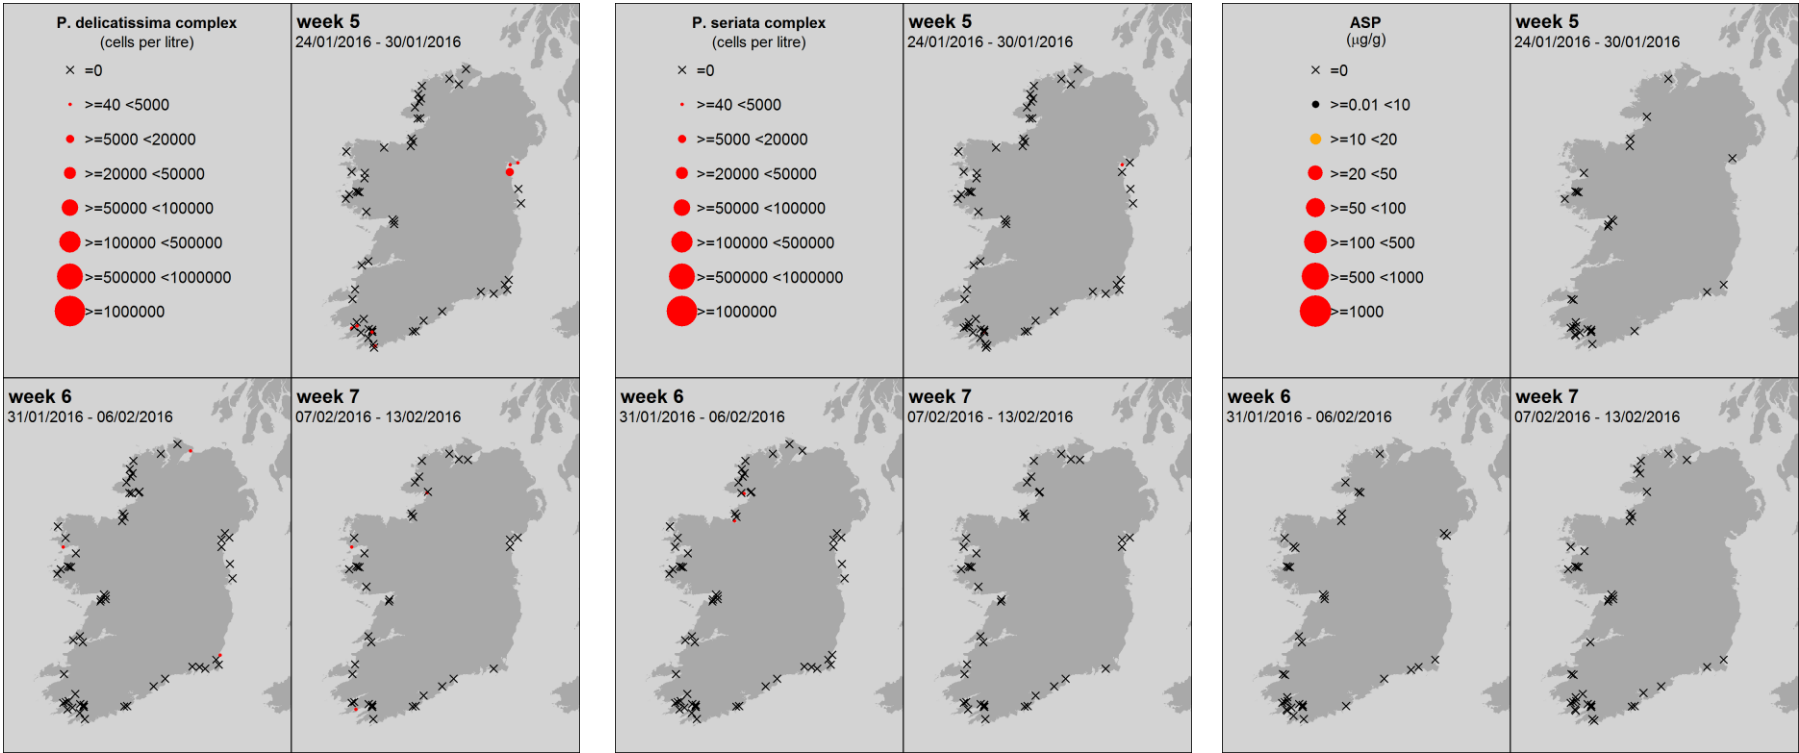 P. delicatissima complex
(cells per litre)
=0
>=40 <5000
>=5000 <20000
>=20000 <50000
>=50000 <100000
>=100000 <500000
>=500000 <1000000
>=1000000
week 5
24/01/2016 - 30/01/2016
week 6
31/01/2016 - 06/02/2016
week 7
07/02/2016 - 13/02/2016
P. seriata complex
(cells per litre)
=0
>=40 <5000
>=5000 <20000
>=20000 <50000
>=50000 <100000
>=100000 <500000
>=500000 <1000000
>=1000000
week 5
24/01/2016 - 30/01/2016
week 6
31/01/2016 - 06/02/2016
week 7
07/02/2016 - 13/02/2016
ASP
(µg/g)
=0
>=0.01 <10
>=10 <20
>=20 <50
>=50 <100
>=100 <500
>=500 <1000
>=1000
week 5
24/01/2016 - 30/01/2016
week 6
31/01/2016 - 06/02/2016
week 7
07/02/2016 - 13/02/2016